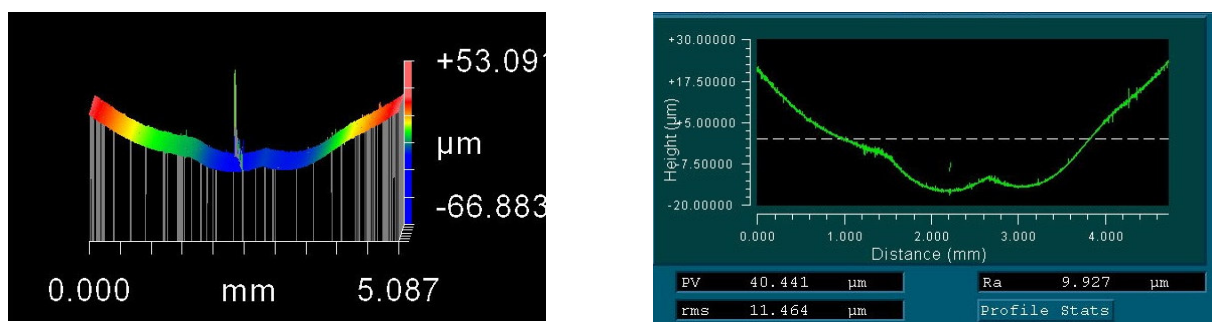 +53.091
µm
-66.883
0.000 mm 5.087
+30.00000
+17.50000
+5.00000
-7.50000
-20.00000
Height (µm)
0.000 1.000 2.000 3.000 4.000
Distance (mm)
PV 40.441 µm Ra 9.927 µm
rms 11.464 µm Profile Stats